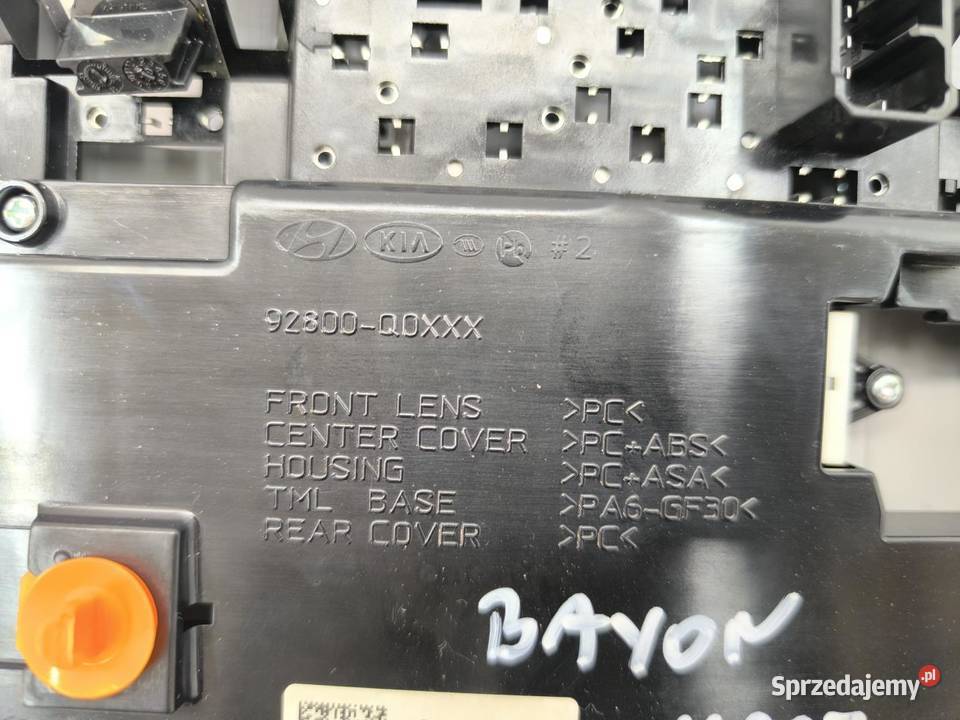 KIA Pb #2
92800-Q0XXX
FRONT LENS >PC<
CENTER COVER >PC+ABS<
HOUSING >PC+ASA<
TML BASE >PA6-GF30<
REAR COVER >PC<
BAYON
Sprzedajemy.pl